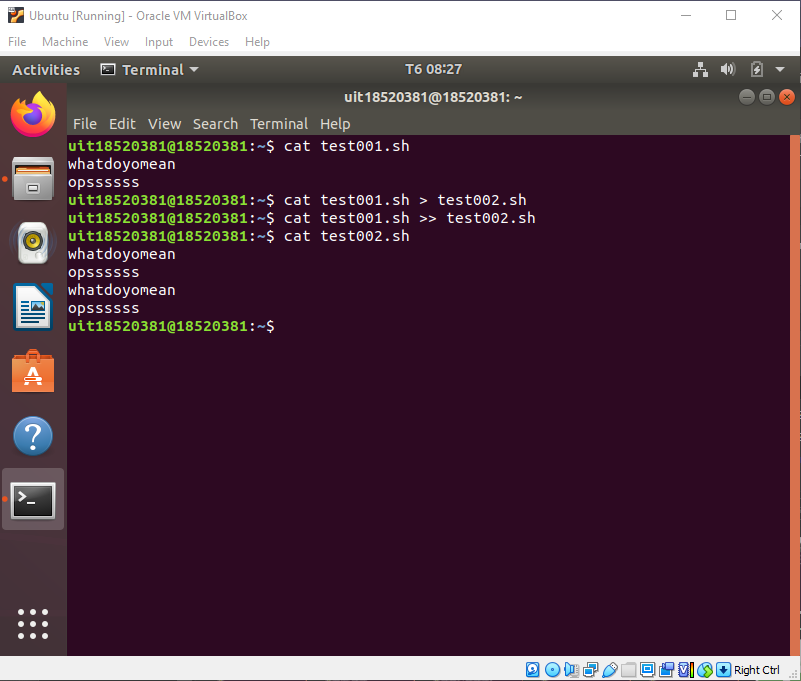 Ubuntu [Running] - Oracle VM VirtualBox
File Machine View Input Devices Help
Activities Terminal T6 08:27
uit18520381@18520381: ~
File Edit View Search Terminal Help
uit18520381@18520381:~$ cat test001.sh
whatdoyomean
opssssss
uit18520381@18520381:~$ cat test001.sh > test002.sh
uit18520381@18520381:~$ cat test001.sh >> test002.sh
uit18520381@18520381:~$ cat test002.sh
whatdoyomean
opssssss
whatdoyomean
opssssss
uit18520381@18520381:~$
Right Ctrl